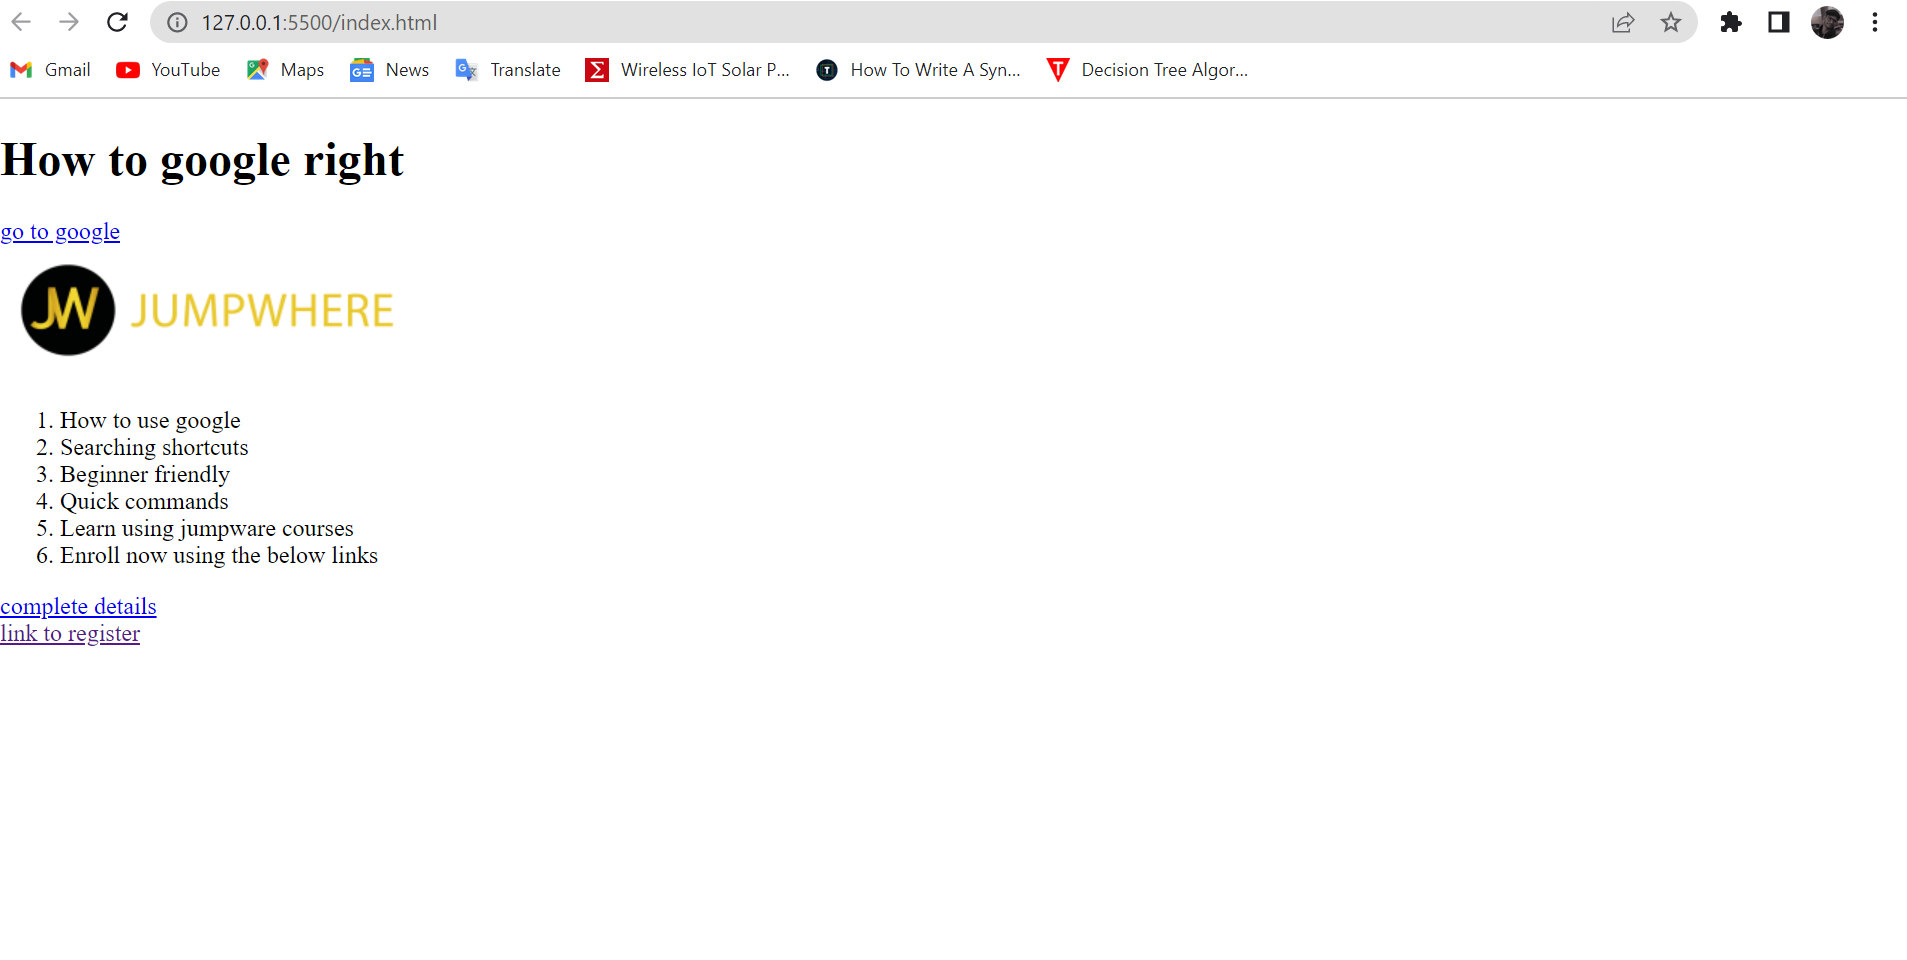 127.0.0.1:5500/index.html
Gmail YouTube Maps News Translate Wireless IoT Solar P... How To Write A Syn... Decision Tree Algor...
How to google right
go to google
JW JUMPWHERE
1. How to use google
2. Searching shortcuts
3. Beginner friendly
4. Quick commands
5. Learn using jumpware courses
6. Enroll now using the below links
complete details
link to register